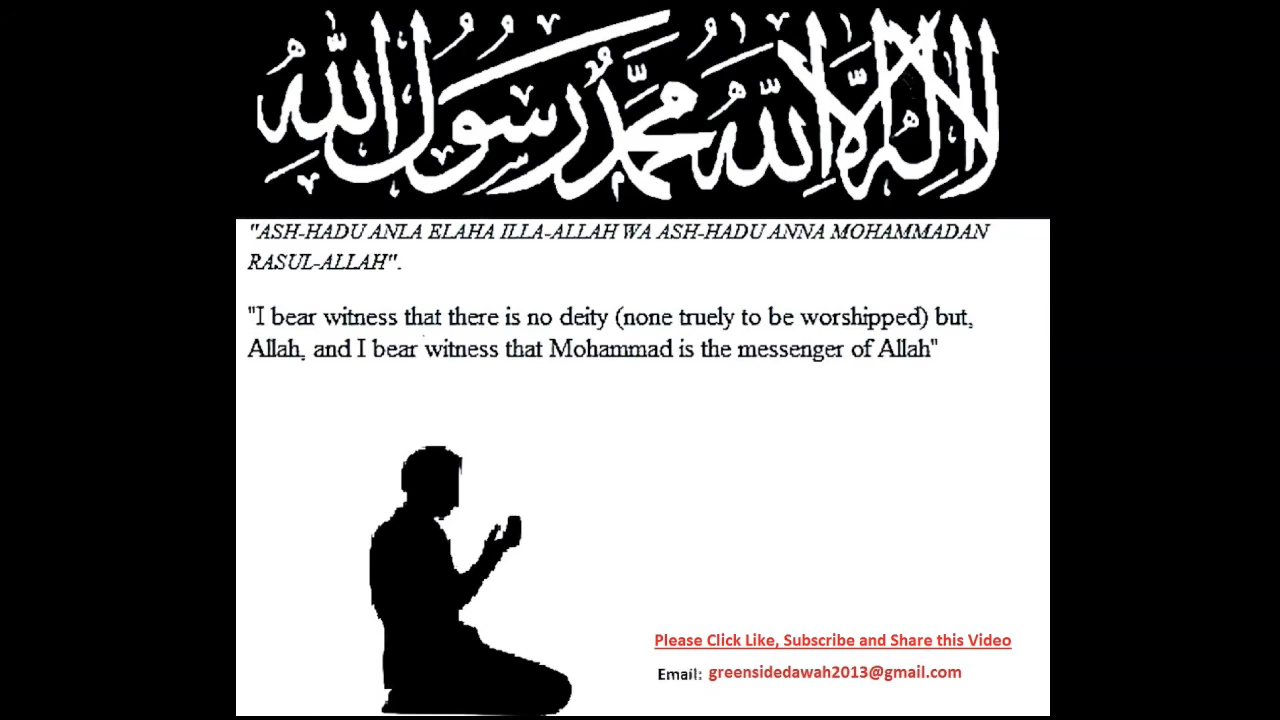 لا إله إلا الله محمد رسول الله
"ASH-HADU ANLA ELAHA ILLA-ALLAH WA ASH-HADU ANNA MOHAMMADAN
RASUL-ALLAH".
"I bear witness that there is no deity (none truely to be worshipped) but,
Allah, and I bear witness that Mohammad is the messenger of Allah"
Please Click Like, Subscribe and Share this Video
Email: greensidedawah2013@gmail.com